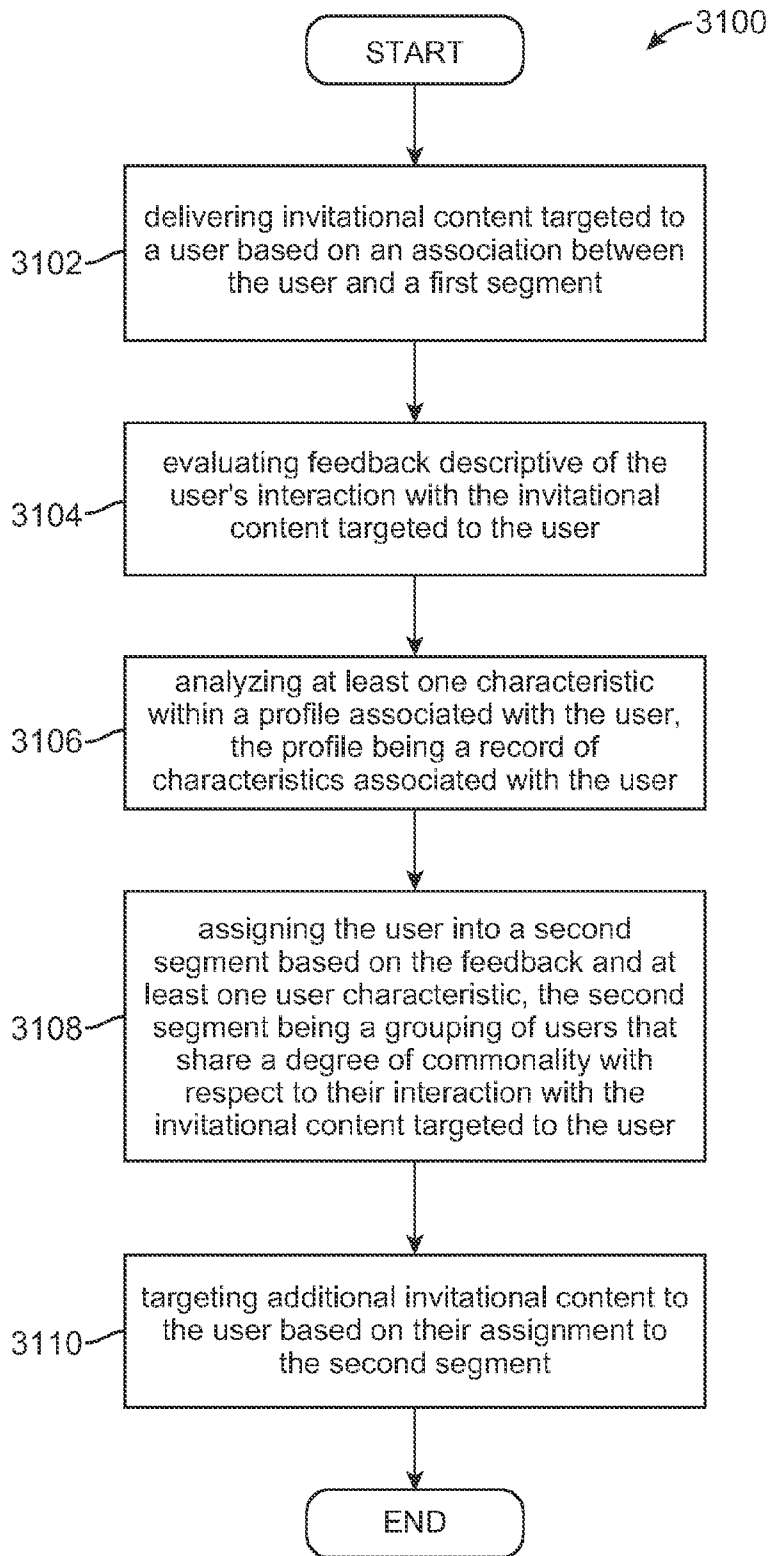 3100
START
3102
delivering invitational content targeted to
a user based on an association between
the user and a first segment
3104
evaluating feedback descriptive of the
user's interaction with the invitational
content targeted to the user
3106
analyzing at least one characteristic
within a profile associated with the user,
the profile being a record of
characteristics associated with the user
3108
assigning the user into a second
segment based on the feedback and at
least one user characteristic, the second
segment being a grouping of users that
share a degree of commonality with
respect to their interaction with the
invitational content targeted to the user
3110
targeting additional invitational content to
the user based on their assignment to
the second segment
END